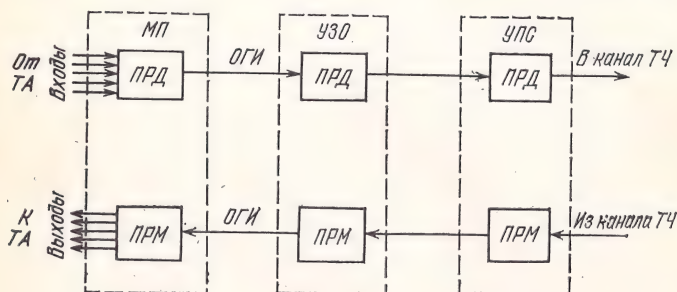 МП
УЗО
УПС
От
ТА
Входы
ПРД
ОГИ
ПРД
ПРД
В канал ТЧ
К
ТА
Выходы
ПРМ
ОГИ
ПРМ
ПРМ
Из канала ТЧ